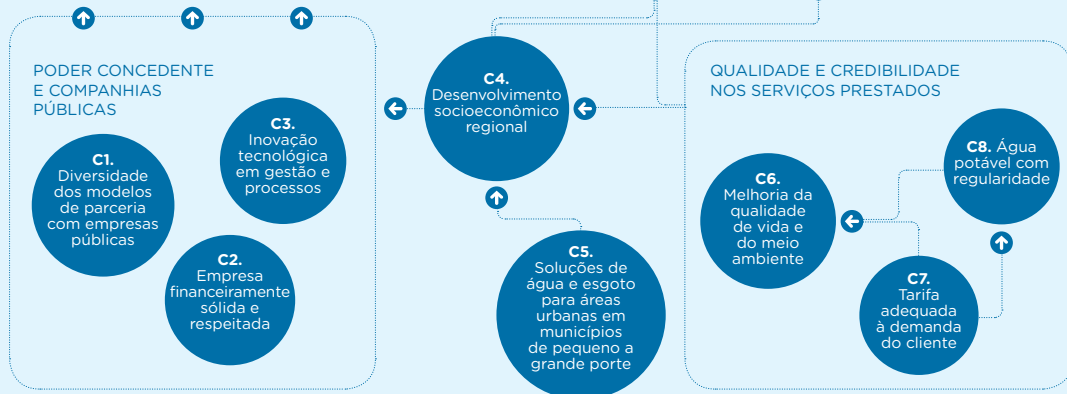 PODER CONCEDENTE
E COMPANHIAS
PÚBLICAS
C1.
Diversidade
dos modelos
de parceria
com empresas
públicas
C3.
Inovação
tecnológica
em gestão e
processos
C2.
Empresa
financeiramente
sólida e
respeitada
C4.
Desenvolvimento
socioeconômico
regional
C5.
Soluções de
água e esgoto
para áreas
urbanas em
municípios
de pequeno a
grande porte
QUALIDADE E CREDIBILIDADE
NOS SERVIÇOS PRESTADOS
C6.
Melhoria da
qualidade
de vida e
do meio
ambiente
C8. Água
potável com
regularidade
C7.
Tarifa
adequada
à demanda
do cliente